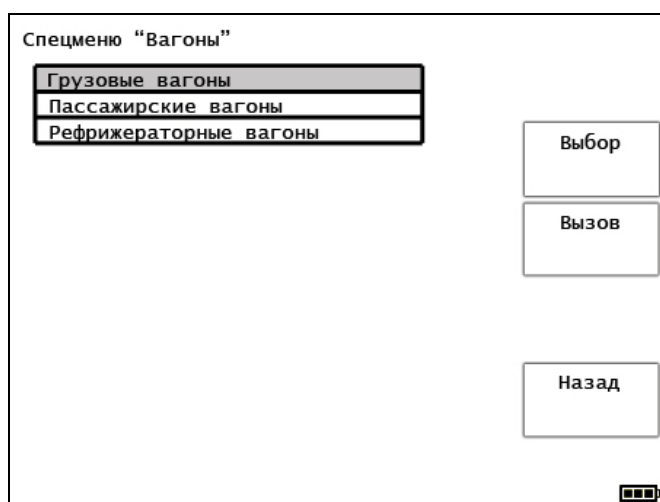 Спецменю “Вагоны”
Грузовые вагоны
Пассажирские вагоны
Рефрижераторные вагоны
Выбор
Вызов
Назад